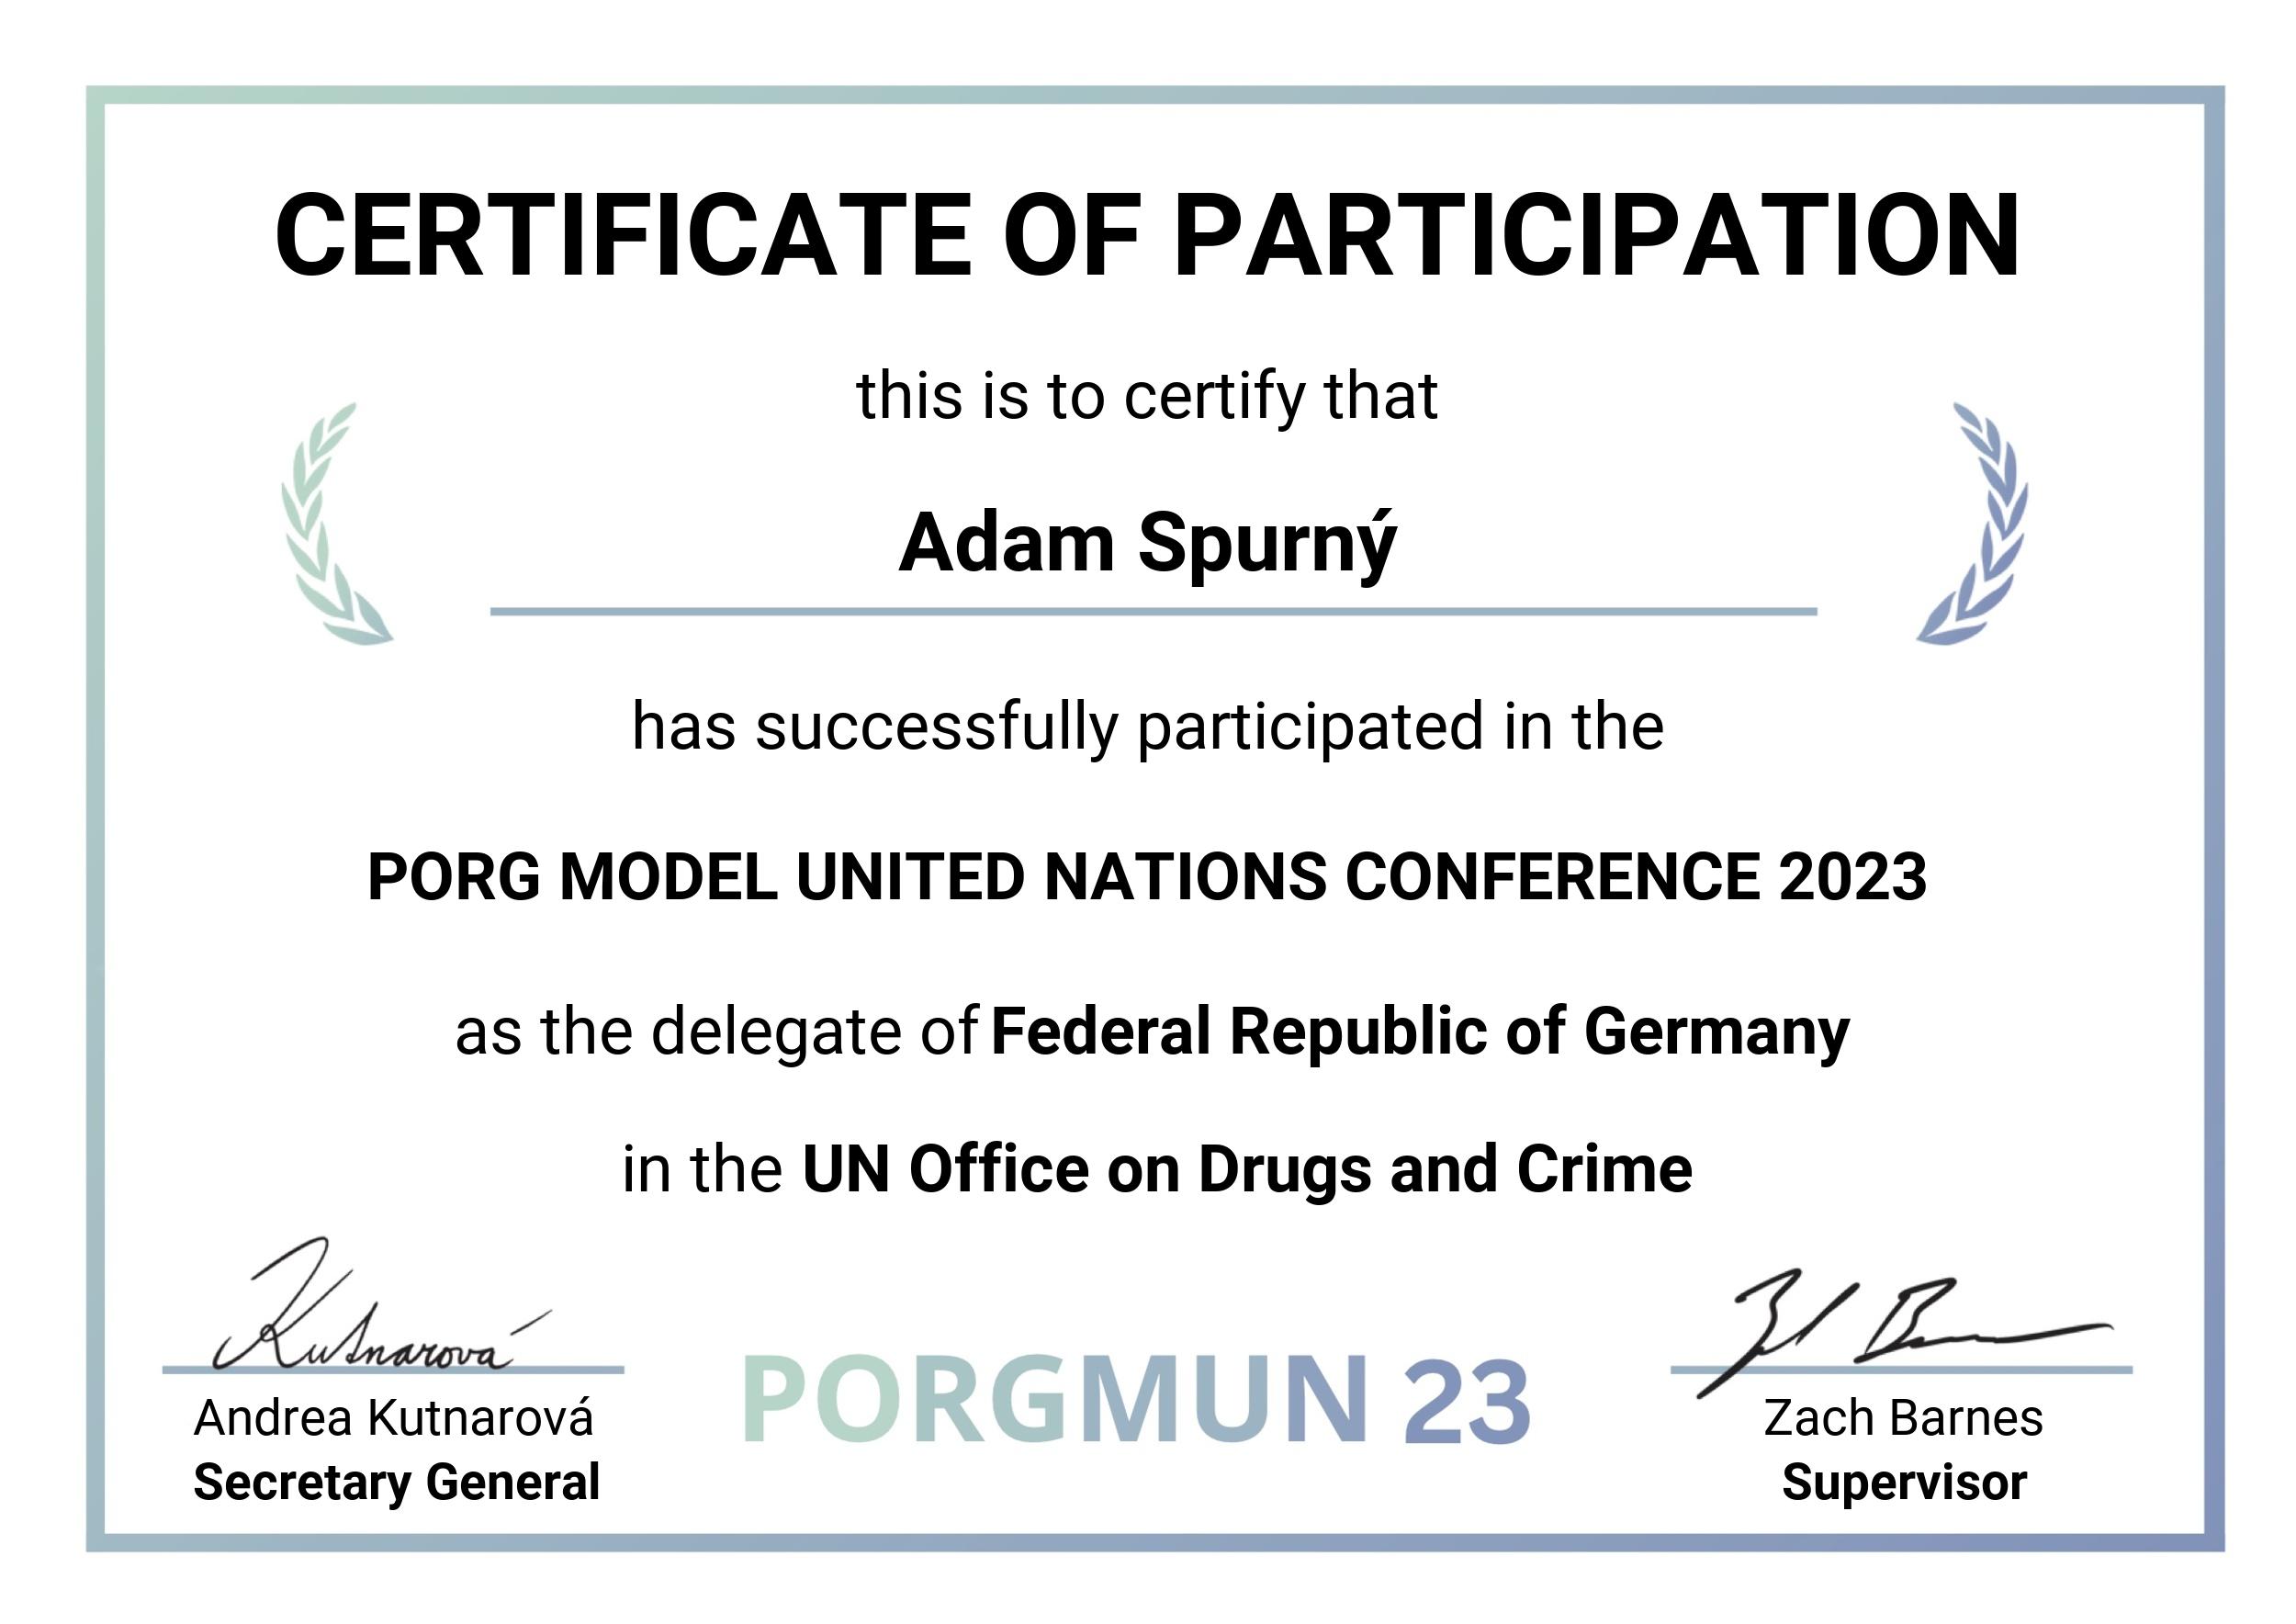 CERTIFICATE OF PARTICIPATION
this is to certify that
Adam Spurný
has successfully participated in the
PORG MODEL UNITED NATIONS CONFERENCE 2023
as the delegate of Federal Republic of Germany
in the UN Office on Drugs and Crime
Kutnarová
Andrea Kutnarová
Secretary General
PORGMUN 23
Zach Barnes
Supervisor